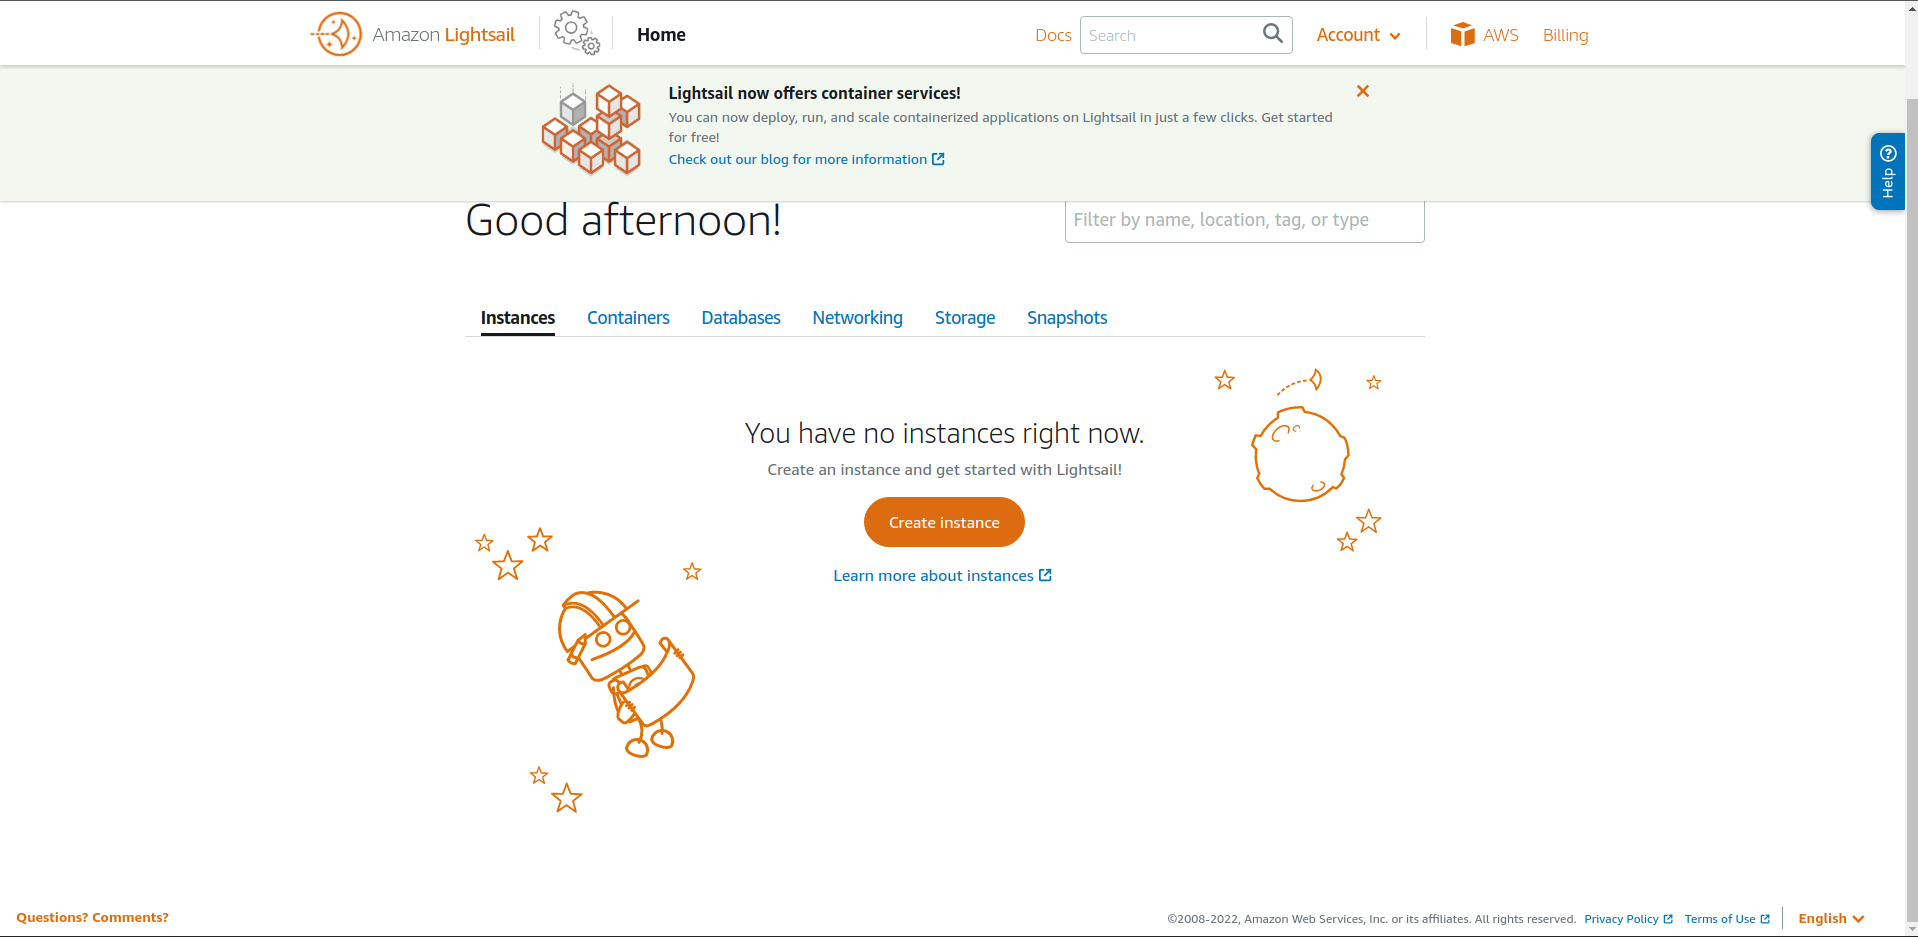 Amazon Lightsail
Home
Docs
Search
Account
AWS
Billing
Lightsail now offers container services!
You can now deploy, run, and scale containerized applications on Lightsail in just a few clicks. Get started
for free!
Check out our blog for more information
Help
Good afternoon!
Filter by name, location, tag, or type
Instances
Containers
Databases
Networking
Storage
Snapshots
You have no instances right now.
Create an instance and get started with Lightsail!
Create instance
Learn more about instances
Questions? Comments?
©2008-2022, Amazon Web Services, Inc. or its affiliates. All rights reserved.
Privacy Policy
Terms of Use
English